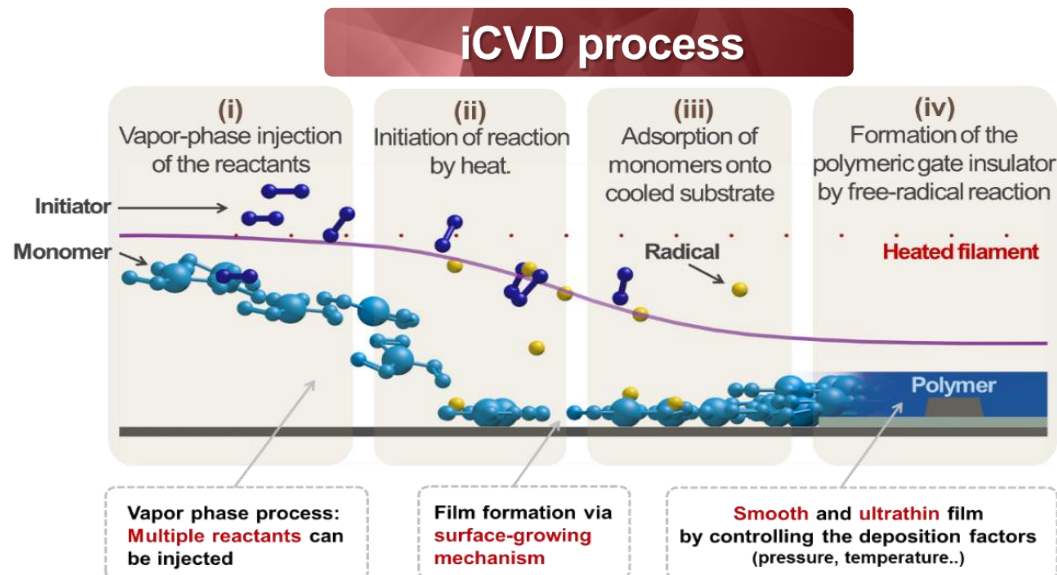 iCVD process
(i)
Vapor-phase injection
of the reactants
(ii)
Initiation of reaction
by heat.
(iii)
Adsorption of
monomers onto
cooled substrate
(iv)
Formation of the
polymeric gate insulator
by free-radical reaction
Initiator
Monomer
Radical
Heated filament
Polymer
Vapor phase process:
Multiple reactants can
be injected
Film formation via
surface-growing
mechanism
Smooth and ultrathin film
by controlling the deposition factors
(pressure, temperature..)